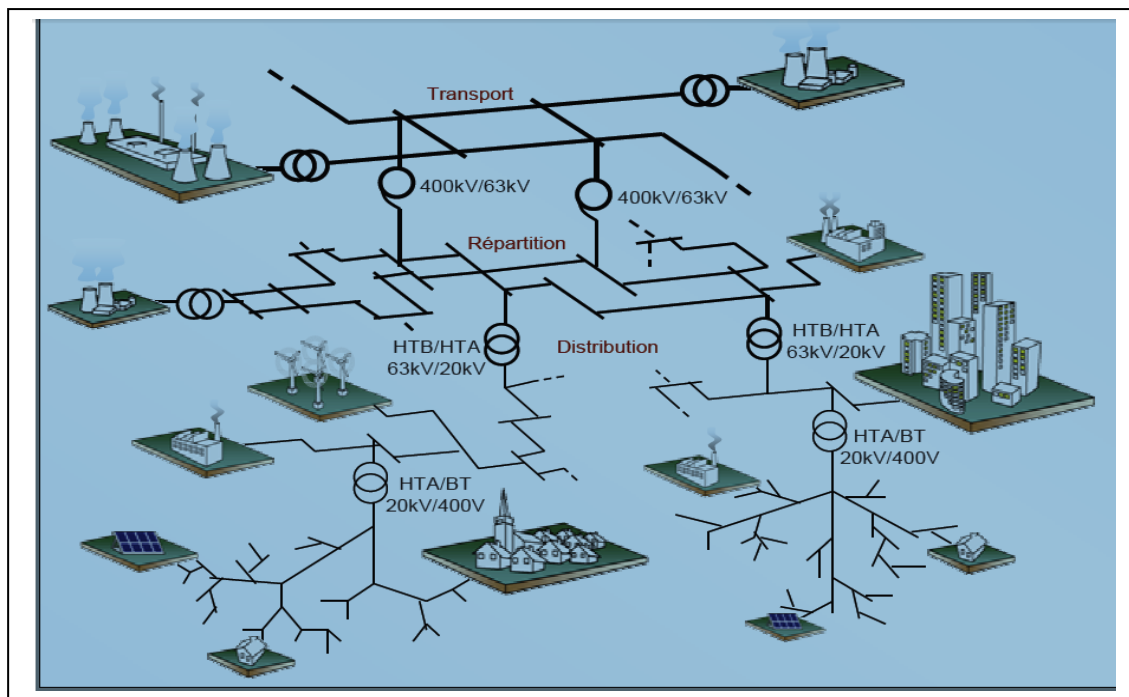 Transport
400kV/63kV
400kV/63kV
Répartition
HTB/HTA
63kV/20kV
Distribution
HTB/HTA
63kV/20kV
HTA/BT
20kV/400V
HTA/BT
20kV/400V